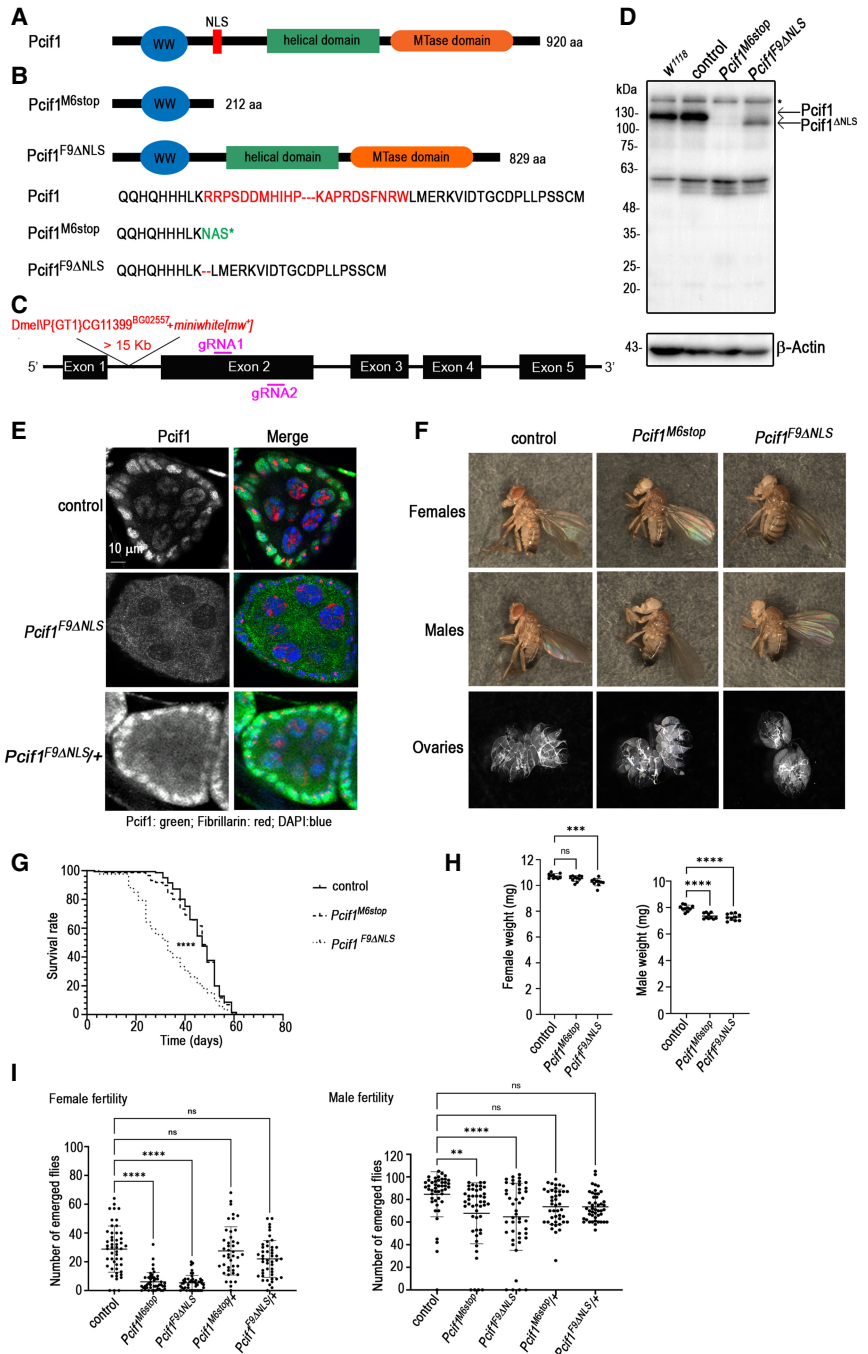 A
NLS
Pcif1
WW
helical domain
MTase domain
920 aa
B
Pcif1M6stop
WW
212 aa
Pcif1F9ΔNLS
WW
helical domain
MTase domain
829 aa
Pcif1
QQHQHHHLKRRPSDDMHIHP---KAPRDSFNRWLMERKVIDTGCDPLLPSSCM
Pcif1M6stop
QQHQHHHLKNAS*
Pcif1F9ΔNLS
QQHQHHHLK--LMERKVIDTGCDPLLPSSCM
C
Dmel\P{GT1}CG11399BG02557+miniwhite[mw+]
> 15 Kb
gRNA1
5'
Exon 1
Exon 2
Exon 3
Exon 4
Exon 5
3'
gRNA2
D
w1118
control
Pcif1M6stop
Pcif1F9ΔNLS
kDa
130-
100-
75-
63-
48-
35-
25-
20-
*
Pcif1
Pcif1ΔNLS
43-
β-Actin
E
Pcif1
Merge
control
10 μm
Pcif1F9ΔNLS
Pcif1F9ΔNLS/+
Pcif1: green; Fibrillarin: red; DAPI:blue
F
control
Pcif1M6stop
Pcif1F9ΔNLS
Females
Males
Ovaries
G
Survival rate
100
80
60
40
20
0
0
20
40
60
80
Time (days)
****
control
Pcif1M6stop
Pcif1 F9ΔNLS
H
Female weight (mg)
12
10
8
6
4
2
0
***
ns
control
Pcif1M6stop
Pcif1F9ΔNLS
Male weight (mg)
10
8
6
4
2
0
****
****
control
Pcif1M6stop
Pcif1F9ΔNLS
I
Female fertility
Number of emerged flies
100
80
60
40
20
0
ns
ns
****
****
control
Pcif1M6stop
Pcif1F9ΔNLS
Pcif1M6stop/+
Pcif1F9ΔNLS/+
Male fertility
Number of emerged flies
120
100
80
60
40
20
0
ns
ns
****
**
control
Pcif1M6stop
Pcif1F9ΔNLS
Pcif1M6stop/+
Pcif1F9ΔNLS/+